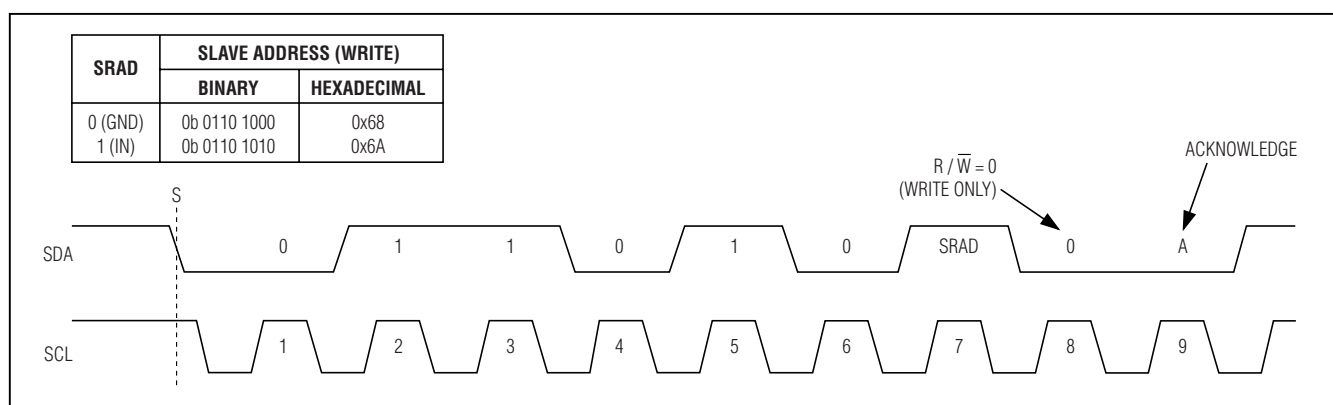 SRAD SLAVE ADDRESS (WRITE)
BINARY HEXADECIMAL
0 (GND) 0b 0110 1000 0x68
1 (IN) 0b 0110 1010 0x6A
ACKNOWLEDGE
R / W̅ = 0
(WRITE ONLY)
S
SDA 0 1 1 0 1 0 SRAD 0 A
SCL 1 2 3 4 5 6 7 8 9